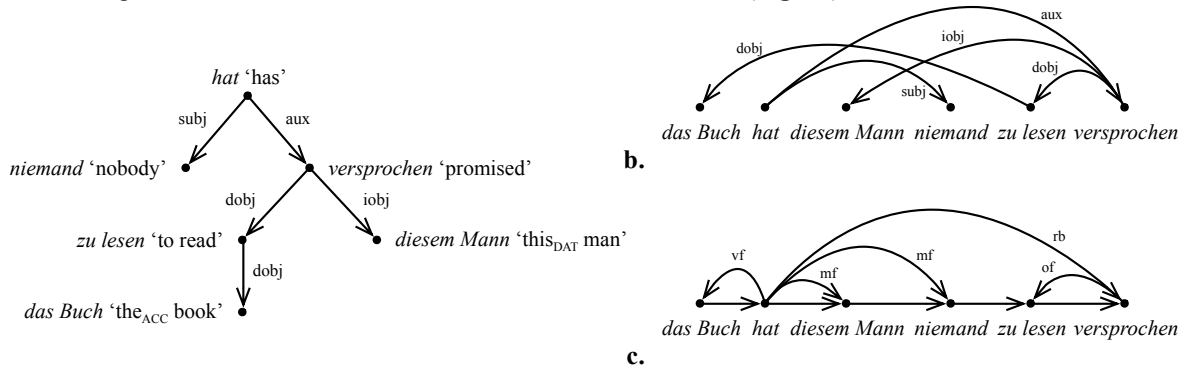 hat ‘has’
subj
aux
niemand ‘nobody’
versprochen ‘promised’
dobj
iobj
zu lesen ‘to read’
diesem Mann ‘thisDAT man’
dobj
das Buch ‘theACC book’
aux
iobj
dobj
dobj
subj
das Buch hat diesem Mann niemand zu lesen versprochen
b.
rb
vf
mf
mf
of
das Buch hat diesem Mann niemand zu lesen versprochen
c.